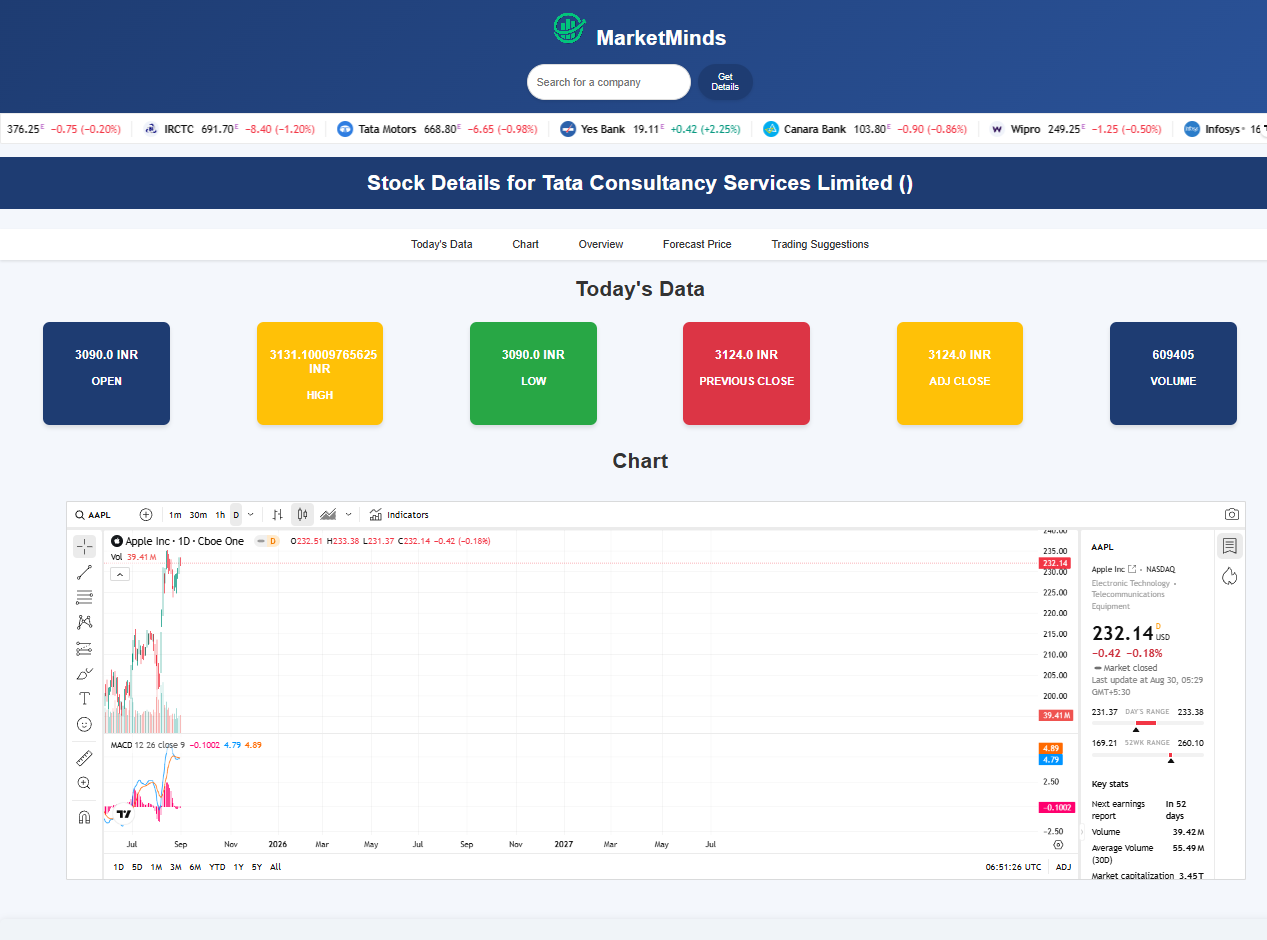 MarketMinds
Search for a company
Get
Details
376.25E −0.75 (−0.20%) IRCTC 691.70E −8.40 (−1.20%) Tata Motors 668.80E −6.65 (−0.98%) Yes Bank 19.11E +0.42 (+2.25%) Canara Bank 103.80E −0.90 (−0.86%) Wipro 249.25E −1.25 (−0.50%) Infosys 16
Stock Details for Tata Consultancy Services Limited ()
Today's Data Chart Overview Forecast Price Trading Suggestions
Today's Data
3090.0 INR
OPEN
3131.10009765625
INR
HIGH
3090.0 INR
LOW
3124.0 INR
PREVIOUS CLOSE
3124.0 INR
ADJ CLOSE
609405
VOLUME
Chart
AAPL 1m 30m 1h D Indicators
Apple Inc · 1D · Cboe One D O232.51 H233.38 L231.37 C232.14 −0.42 (−0.18%)
Vol 39.41 M
240.00
235.00
232.14
230.00
225.00
220.00
215.00
210.00
205.00
200.00
39.41 M
MACD 12 26 close 9 −0.1002 4.79 4.89
4.89
4.79
2.50
−0.1002
−2.50
Jul Sep Nov 2026 Mar May Jul Sep Nov 2027 Mar May Jul
1D 5D 1M 3M 6M YTD 1Y 5Y All 06:51:26 UTC ADJ
AAPL
Apple Inc • NASDAQ
Electronic Technology •
Telecommunications
Equipment
232.14 D USD
−0.42 −0.18%
Market closed
Last update at Aug 30, 05:29
GMT+5:30
231.37 DAY'S RANGE 233.38
169.21 52WK RANGE 260.10
Key stats
Next earnings
report
In 52
days
Volume 39.42 M
Average Volume
(30D)
55.49 M
Market capitalization 3.45 T